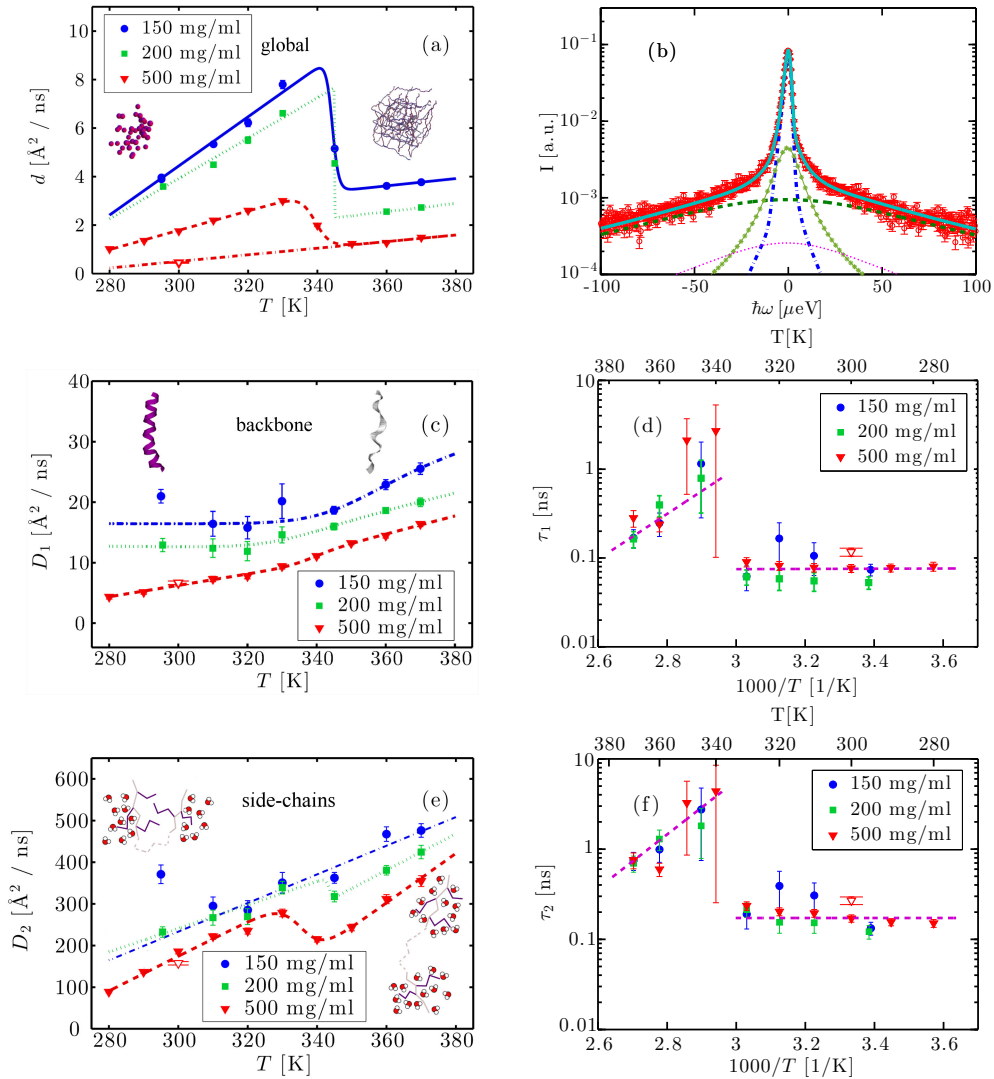 150 mg/ml
200 mg/ml
500 mg/ml
global
(a)
10
8
6
4
2
0
d [Å² / ns]
280 300 320 340 360 380
T [K]
(b)
10⁻¹
10⁻²
10⁻³
10⁻⁴
I [a.u.]
-100 -50 0 50 100
ħω [μeV]
40
30
20
10
0
D₁ [Å² / ns]
backbone
(c)
150 mg/ml
200 mg/ml
500 mg/ml
280 300 320 340 360 380
T [K]
T[K]
380 360 340 320 300 280
(d)
150 mg/ml
200 mg/ml
500 mg/ml
10
1
0.1
0.01
τ₁ [ns]
2.6 2.8 3 3.2 3.4 3.6
1000/T [1/K]
600
500
400
300
200
100
0
D₂ [Å² / ns]
side-chains
(e)
150 mg/ml
200 mg/ml
500 mg/ml
280 300 320 340 360 380
T [K]
T[K]
380 360 340 320 300 280
(f)
150 mg/ml
200 mg/ml
500 mg/ml
10
1
0.1
0.01
τ₂ [ns]
2.6 2.8 3 3.2 3.4 3.6
1000/T [1/K]